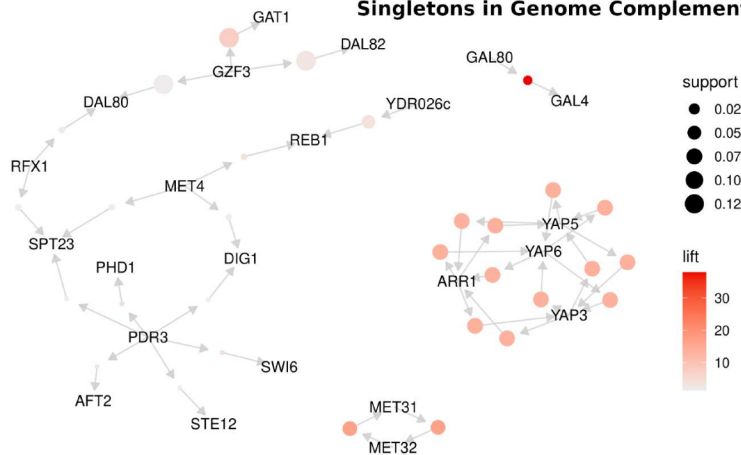 Singletons in Genome Complemen
GAT1
DAL82
GZF3
DAL80
GAL80
GAL4
YDR026c
REB1
RFX1
MET4
SPT23
DIG1
PHD1
PDR3
SWI6
AFT2
STE12
YAP5
YAP6
ARR1
YAP3
MET31
MET32
support
0.02
0.05
0.07
0.10
0.12
lift
30
20
10